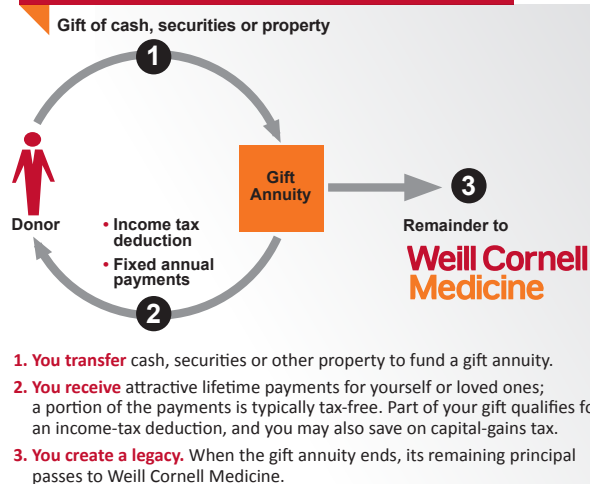 Gift of cash, securities or property
1
Gift
Annuity
3
Donor
• Income tax
deduction
• Fixed annual
payments
Remainder to
Weill Cornell
Medicine
2
1. You transfer cash, securities or other property to fund a gift annuity.
2. You receive attractive lifetime payments for yourself or loved ones;
a portion of the payments is typically tax-free. Part of your gift qualifies fo
an income-tax deduction, and you may also save on capital-gains tax.
3. You create a legacy. When the gift annuity ends, its remaining principal
passes to Weill Cornell Medicine.